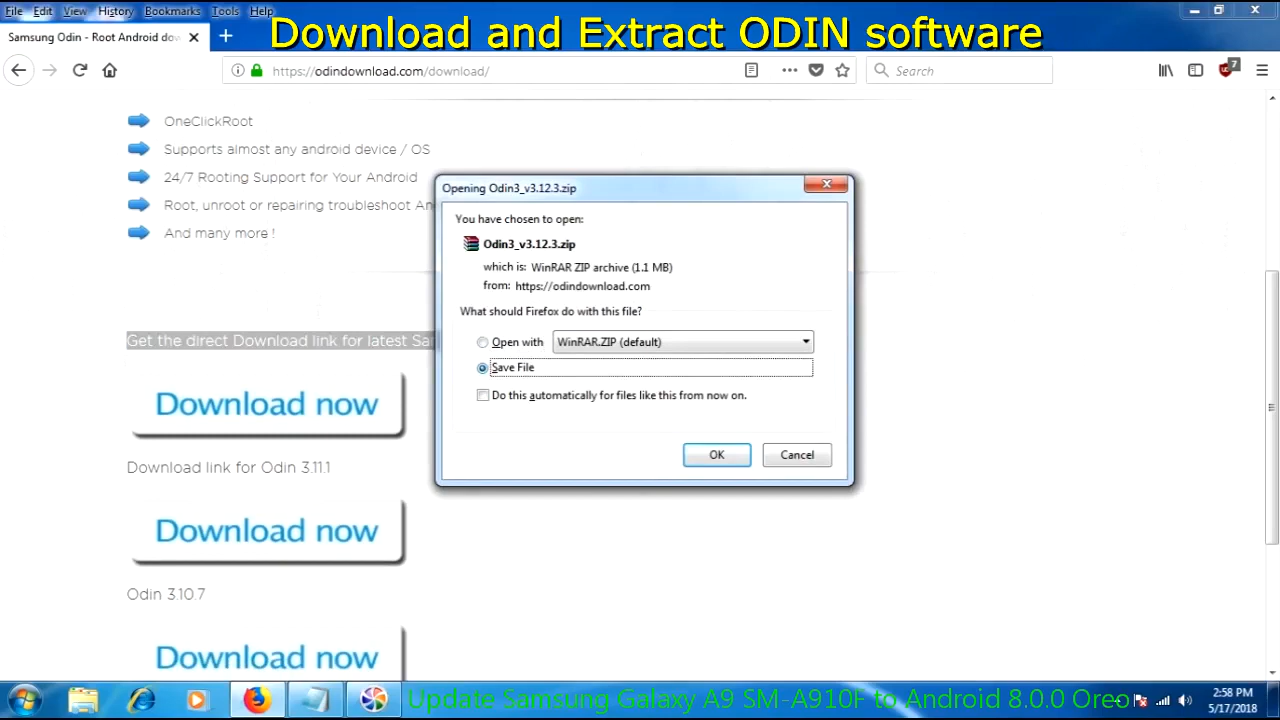 File Edit View History Bookmarks Tools Help
Download and Extract ODIN software
Samsung Odin - Root Android dow
https://odindownload.com/download/
Search
7
OneClickRoot
Supports almost any android device / OS
24/7 Rooting Support for Your Android
Root, unroot or repairing troubleshoot An
And many more !
Opening Odin3_v3.12.3.zip
You have chosen to open:
Odin3_v3.12.3.zip
which is: WinRAR ZIP archive (1.1 MB)
from: https://odindownload.com
What should Firefox do with this file?
Open with WinRAR.ZIP (default)
Save File
Do this automatically for files like this from now on.
OK Cancel
Get the direct Download link for latest Sa
Download now
Download link for Odin 3.11.1
Download now
Odin 3.10.7
Download now
Update Samsung Galaxy A9 SM-A910F to Android 8.0.0 Oreo
2:58 PM
5/17/2018